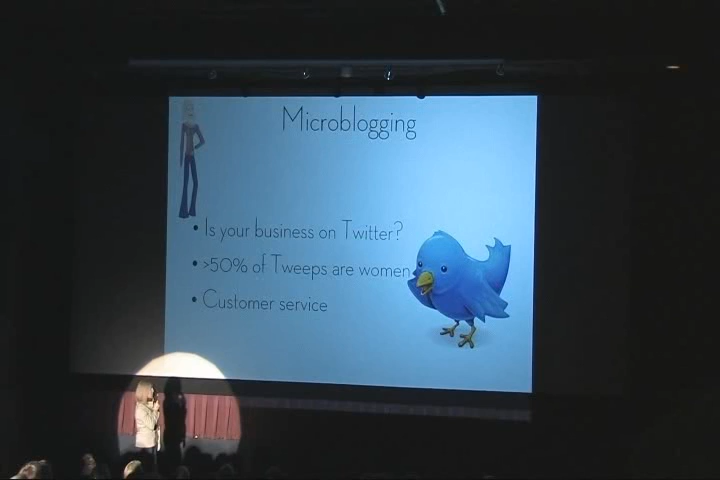 Microblogging
• Is your business on Twitter?
• >50% of Tweeps are women
• Customer service